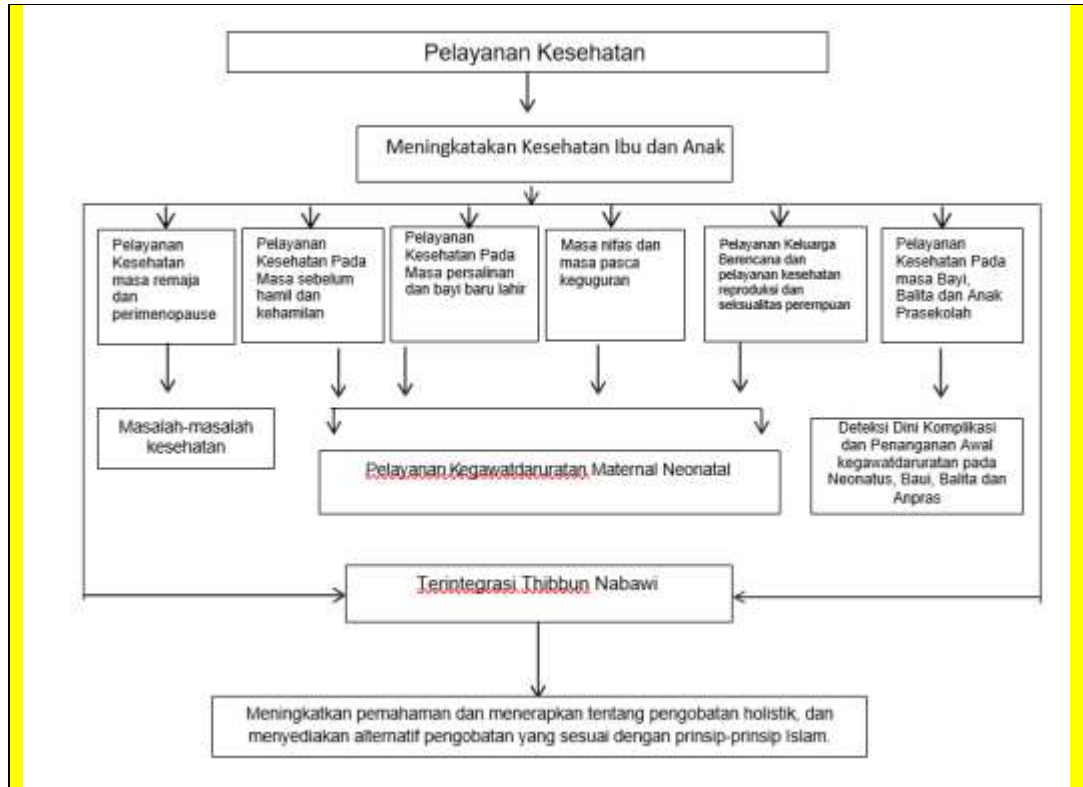 Pelayanan Kesehatan
Meningkatakan Kesehatan Ibu dan Anak
Pelayanan
Kesehatan
masa remaja
dan
perimenopause
Pelayanan
Kesehatan Pada
Masa sebelum
hamil dan
kehamilan
Pelayanan
Kesehatan Pada
Masa persalinan
dan bayi baru lahir
Masa nifas dan
masa pasca
keguguran
Pelayanan Keluarga
Berencana dan
pelayanan kesehatan
reproduksi dan
seksualitas perempuan
Pelayanan
Kesehatan Pada
masa Bayi,
Balita dan Anak
Prasekolah
Masalah-masalah
kesehatan
Pelayanan Kegawatdaruratan Maternal Neonatal
Deteksi Dini Komplikasi
dan Penanganan Awal
kegawatdaruratan pada
Neonatus, Baui, Balita dan
Anpras
Terintegrasi Thibbun Nabawi
Meningkatkan pemahaman dan menerapkan tentang pengobatan holistik, dan
menyediakan alternatif pengobatan yang sesuai dengan prinsip-prinsip Islam.